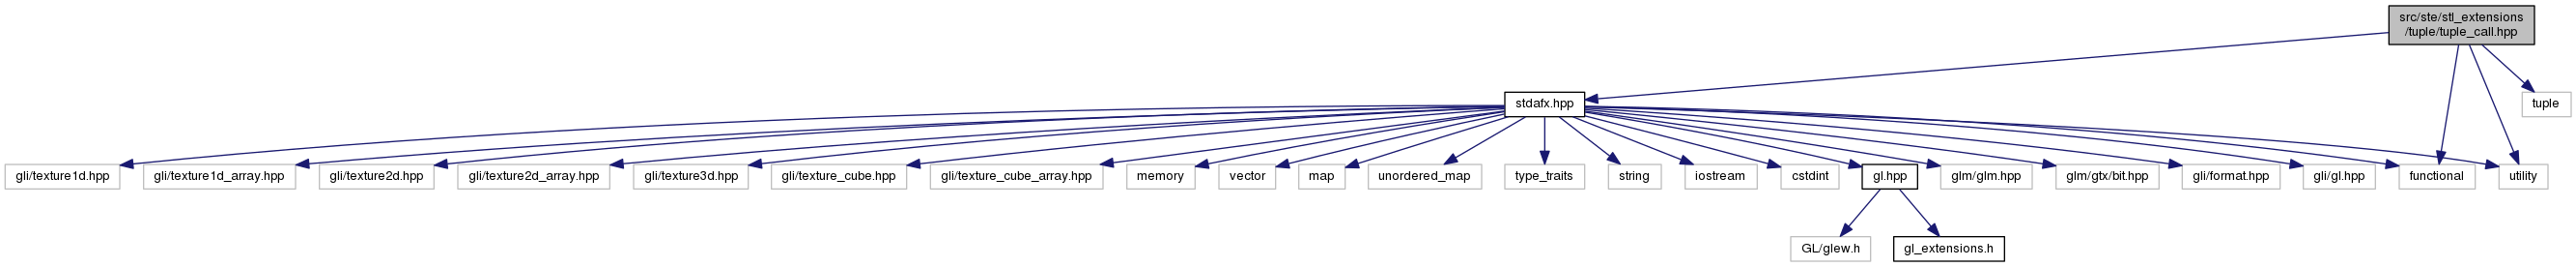 src/ste/stl_extensions
/tuple/tuple_call.hpp
stdafx.hpp
tuple
gli/texture1d.hpp
gli/texture1d_array.hpp
gli/texture2d.hpp
gli/texture2d_array.hpp
gli/texture3d.hpp
gli/texture_cube.hpp
gli/texture_cube_array.hpp
memory
vector
map
unordered_map
type_traits
string
iostream
cstdint
gl.hpp
glm/glm.hpp
glm/gtx/bit.hpp
gli/format.hpp
gli/gl.hpp
functional
utility
GL/glew.h
gl_extensions.h